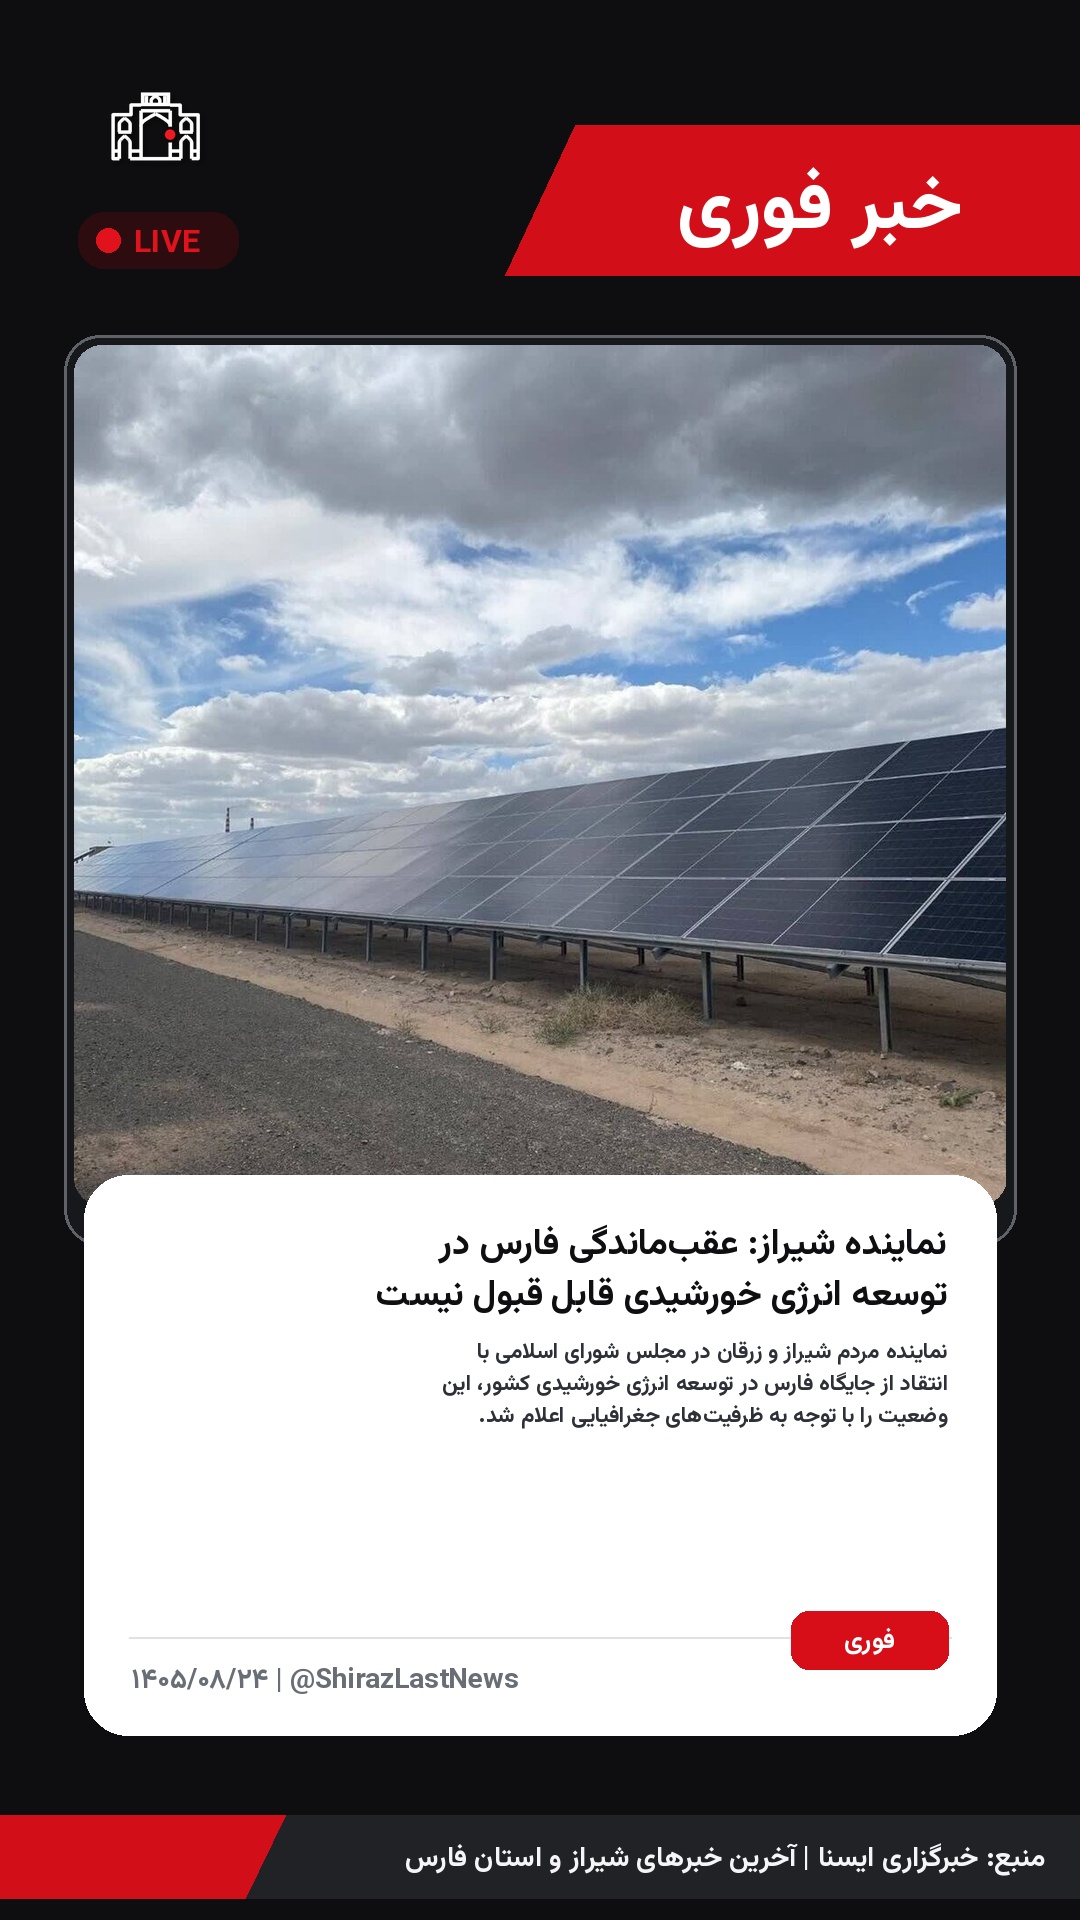 خبر فوری
LIVE
نماینده شیراز: عقب‌ماندگی فارس در
توسعه انرژی خورشیدی قابل قبول نیست
نماینده مردم شیراز و زرقان در مجلس شورای اسلامی با
انتقاد از جایگاه فارس در توسعه انرژی خورشیدی کشور، این
وضعیت را با توجه به ظرفیت‌های جغرافیایی اعلام شد.
فوری
۱۴۰۵/۰۸/۲۴ | @ShirazLastNews
منبع: خبرگزاری ایسنا | آخرین خبرهای شیراز و استان فارس